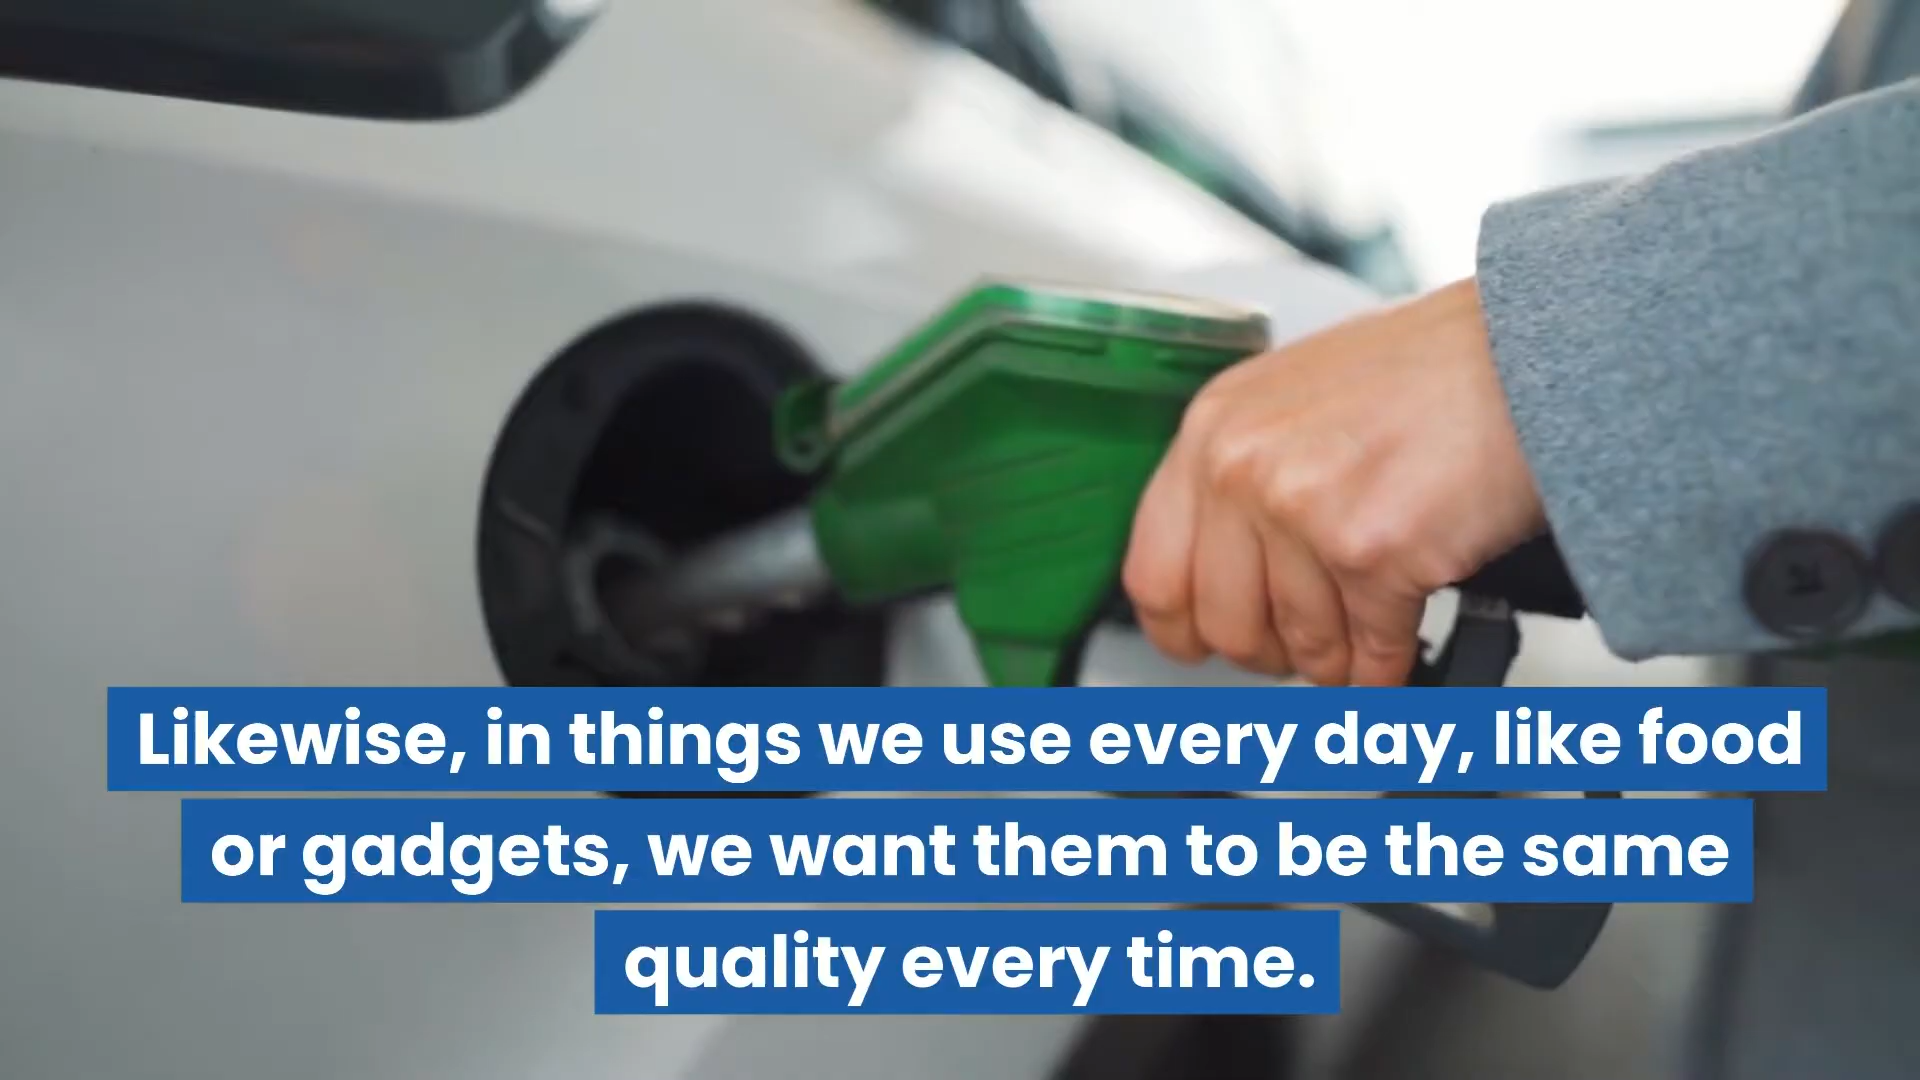 Likewise, in things we use every day, like food
or gadgets, we want them to be the same
quality every time.